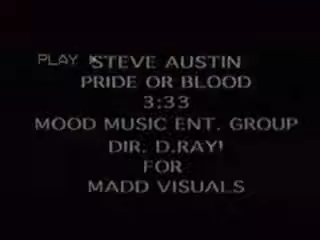 PLAY
STEVE AUSTIN
PRIDE OR BLOOD
3:33
MOOD MUSIC ENT. GROUP
DIR. D.RAY!
FOR
MADD VISUALS